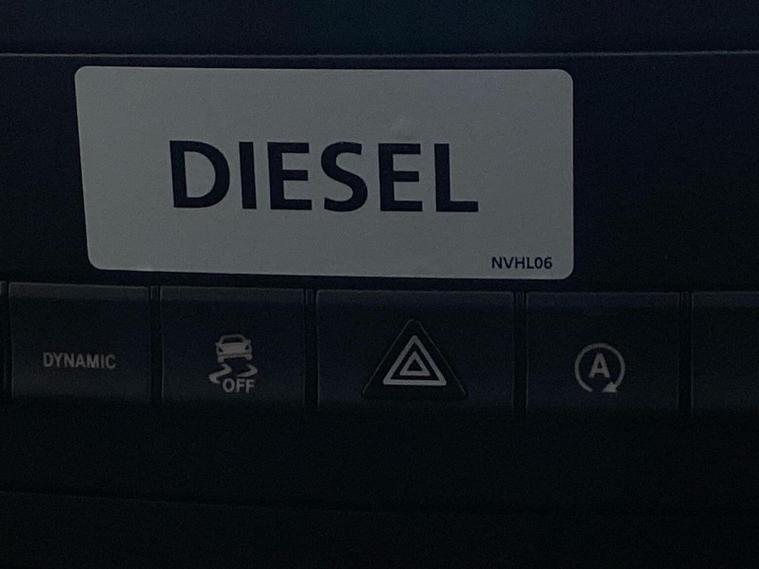 DIESEL
NVHL06
DYNAMIC
OFF
A